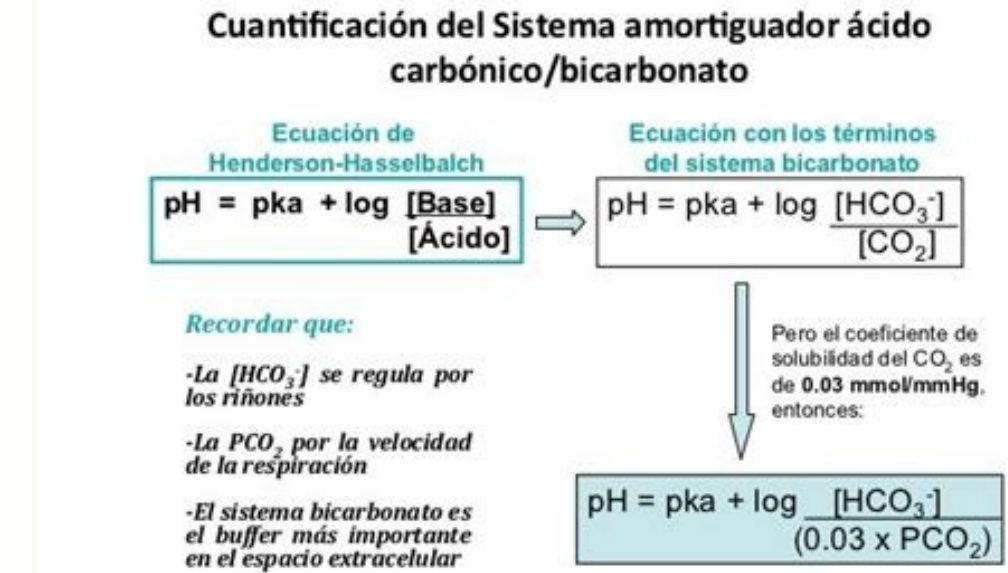 Cuantificación del Sistema amortiguador ácido
carbónico/bicarbonato
Ecuación de
Henderson-Hasselbalch
pH = pka + log [Base]
[Ácido]
Ecuación con los términos
del sistema bicarbonato
pH = pka + log [HCO₃⁻]
[CO₂]
Recordar que:
-La [HCO₃⁻] se regula por
los riñones
-La PCO₂ por la velocidad
de la respiración
-El sistema bicarbonato es
el buffer más importante
en el espacio extracelular
Pero el coeficiente de
solubilidad del CO₂ es
de 0.03 mmol/mmHg,
entonces:
pH = pka + log [HCO₃⁻]
(0.03 x PCO₂)